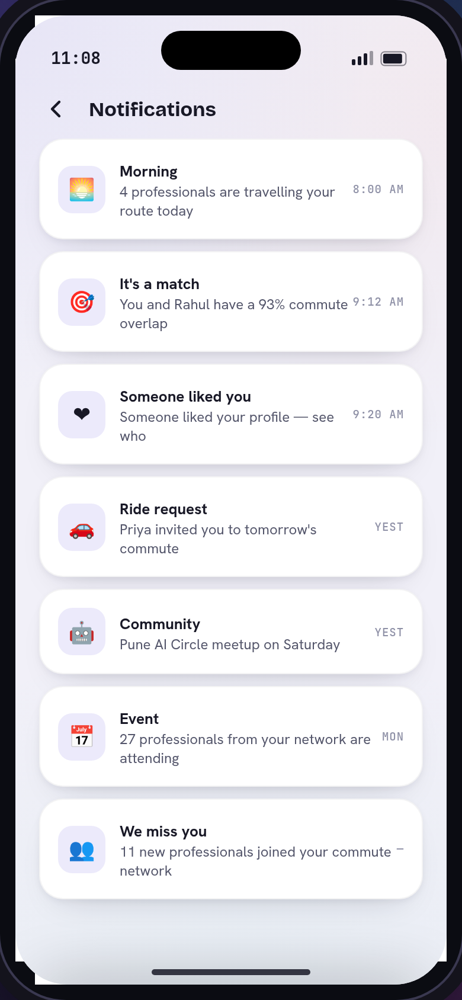 11:08
Notifications
Morning
4 professionals are travelling your
route today
8:00 AM
It's a match
You and Rahul have a 93% commute
overlap
9:12 AM
Someone liked you
Someone liked your profile — see
who
9:20 AM
Ride request
Priya invited you to tomorrow's
commute
YEST
Community
Pune AI Circle meetup on Saturday
YEST
July
17
Event
27 professionals from your network are
attending
MON
We miss you
11 new professionals joined your commute
network
—